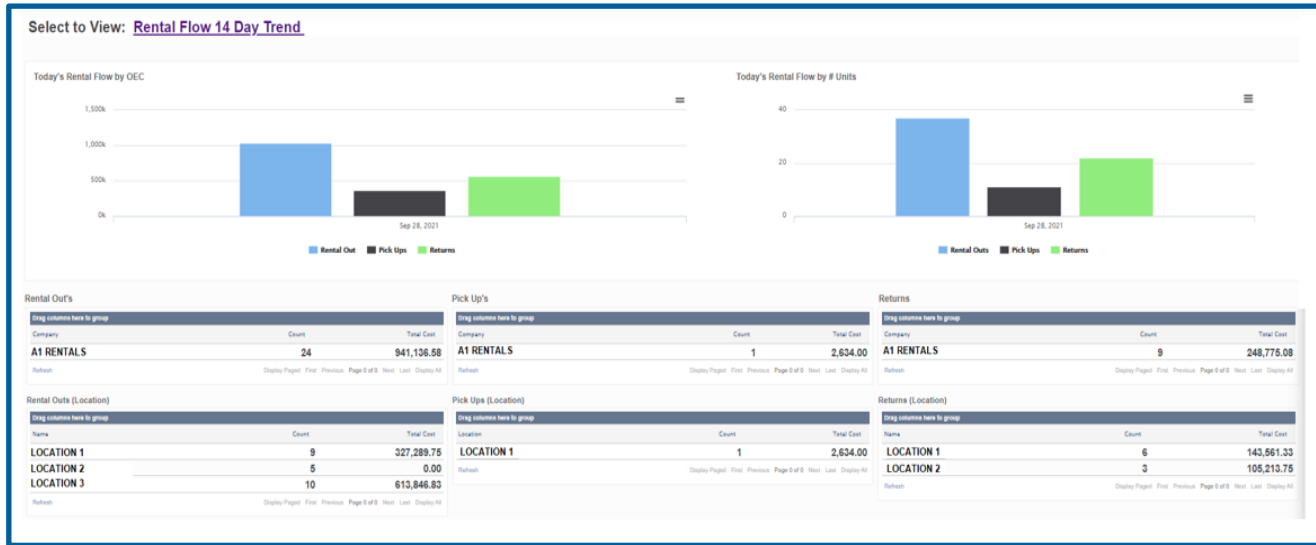 Select to View: Rental Flow 14 Day Trend
Today's Rental Flow by OEC
1,500k
1,000k
500k
0k
Sep 28, 2021
Rental Out Pick Ups Returns
Today's Rental Flow by # Units
40
20
0
Sep 28, 2021
Rental Outs Pick Ups Returns
Rental Out's
Drag columns here to group
Company Count Total Cost
A1 RENTALS 24 941,136.58
Refresh Display Paged First Previous Page 0 of 0 Next Last Display All
Pick Up's
Drag columns here to group
Company Count Total Cost
A1 RENTALS 1 2,634.00
Refresh Display Paged First Previous Page 0 of 0 Next Last Display All
Returns
Drag columns here to group
Company Count Total Cost
A1 RENTALS 9 248,775.08
Refresh Display Paged First Previous Page 0 of 0 Next Last Display All
Rental Outs (Location)
Drag columns here to group
Name Count Total Cost
LOCATION 1 9 327,289.75
LOCATION 2 5 0.00
LOCATION 3 10 613,846.83
Refresh Display Paged First Previous Page 0 of 0 Next Last Display All
Pick Ups (Location)
Drag columns here to group
Location Count Total Cost
LOCATION 1 1 2,634.00
Refresh Display Paged First Previous Page 0 of 0 Next Last Display All
Returns (Location)
Drag columns here to group
Name Count Total Cost
LOCATION 1 6 143,561.33
LOCATION 2 3 105,213.75
Refresh Display Paged First Previous Page 0 of 0 Next Last Display All